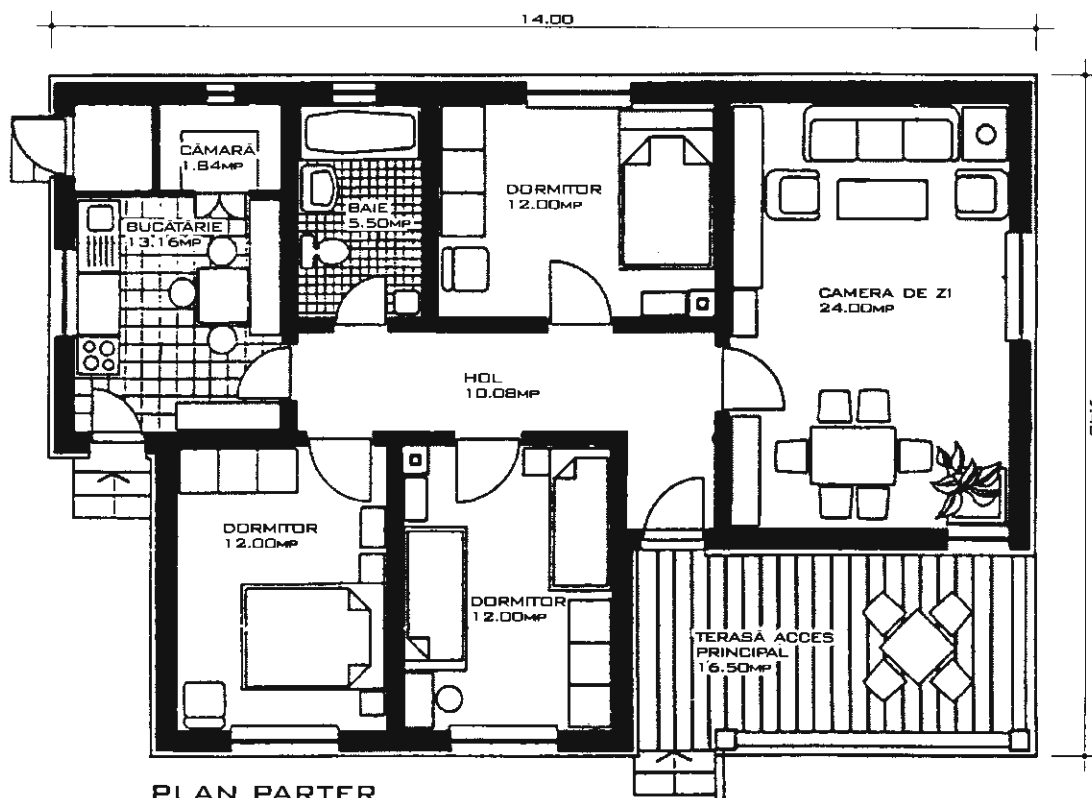 14.00
CĂMARĂ
1.84MP
BUCĂTĂRIE
13.16MP
BAIE
5.50MP
DORMITOR
12.00MP
CAMERA DE ZI
24.00MP
HOL
10.08MP
DORMITOR
12.00MP
DORMITOR
12.00MP
TERASĂ ACCES
PRINCIPAL
16.50MP
PLAN PARTER